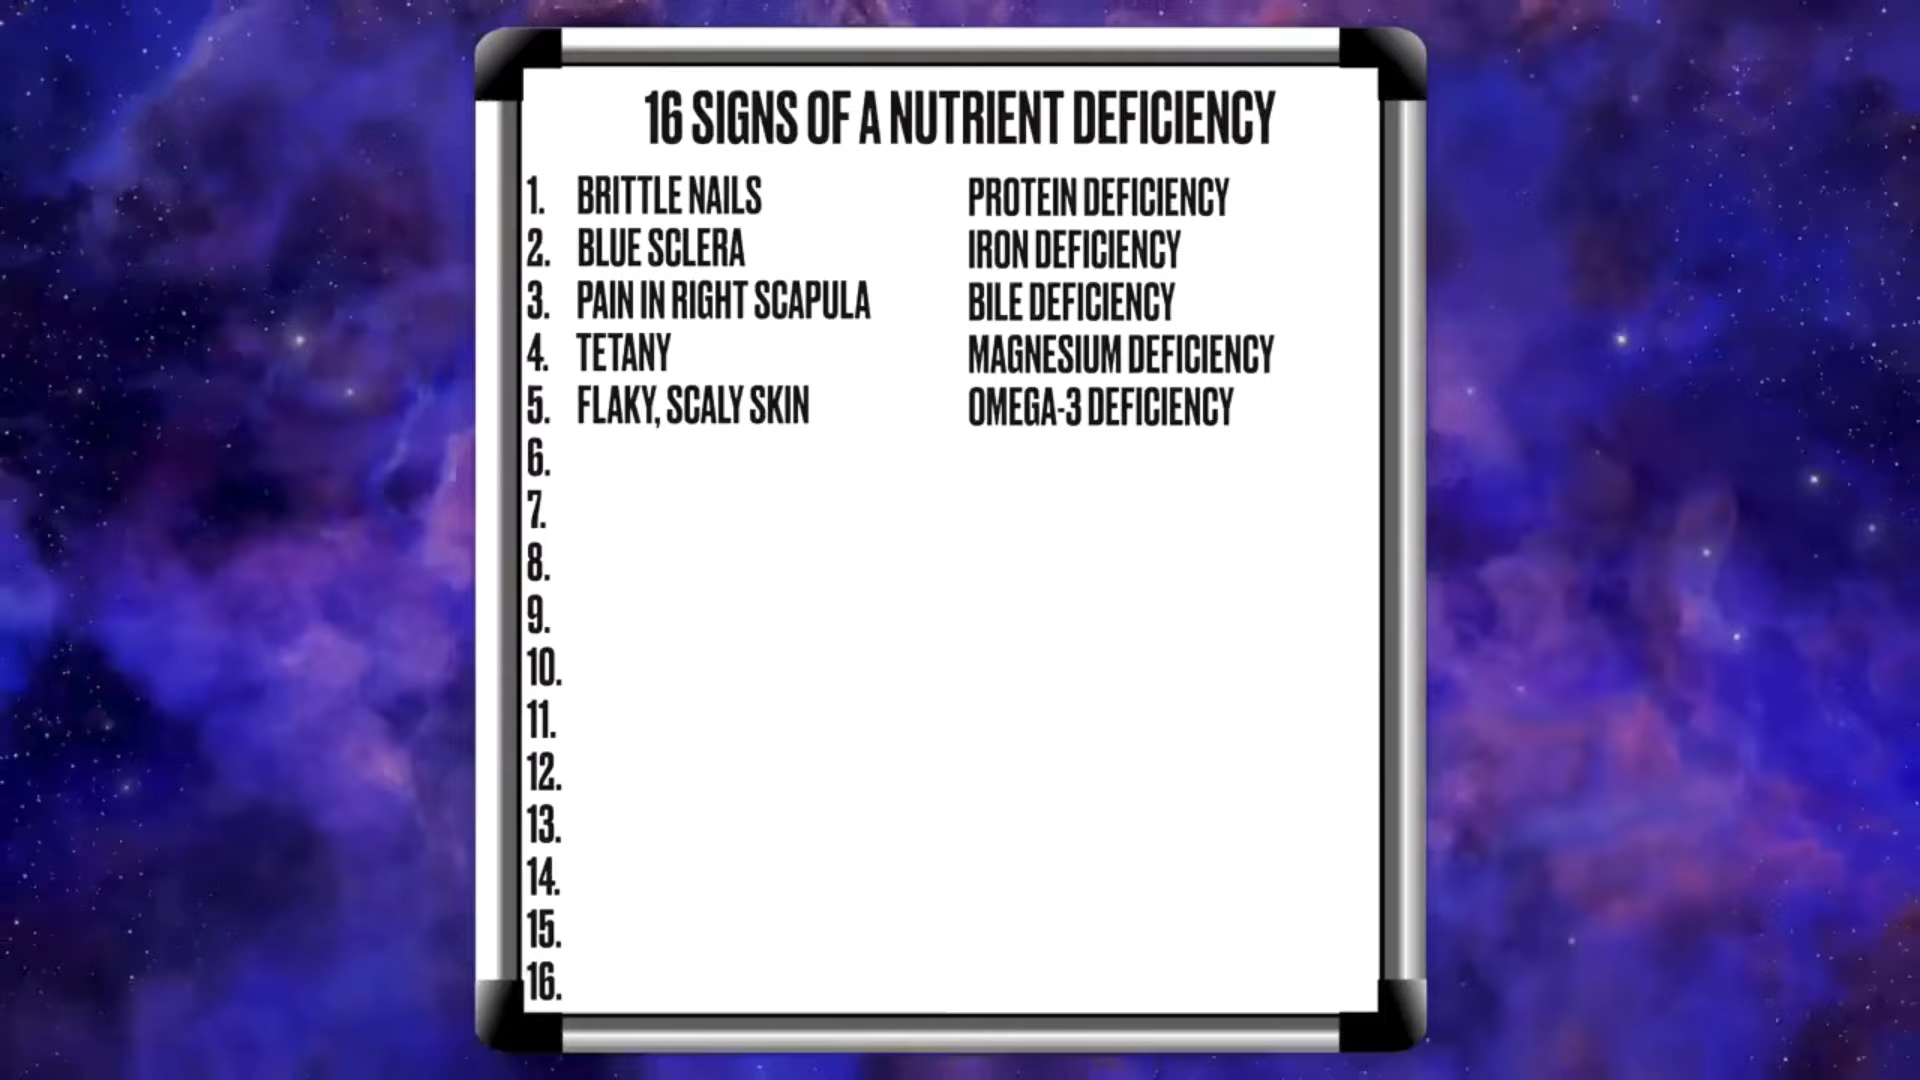 16 SIGNS OF A NUTRIENT DEFICIENCY
1. BRITTLE NAILS PROTEIN DEFICIENCY
2. BLUE SCLERA IRON DEFICIENCY
3. PAIN IN RIGHT SCAPULA BILE DEFICIENCY
4. TETANY MAGNESIUM DEFICIENCY
5. FLAKY, SCALY SKIN OMEGA-3 DEFICIENCY
6.
7.
8.
9.
10.
11.
12.
13.
14.
15.
16.